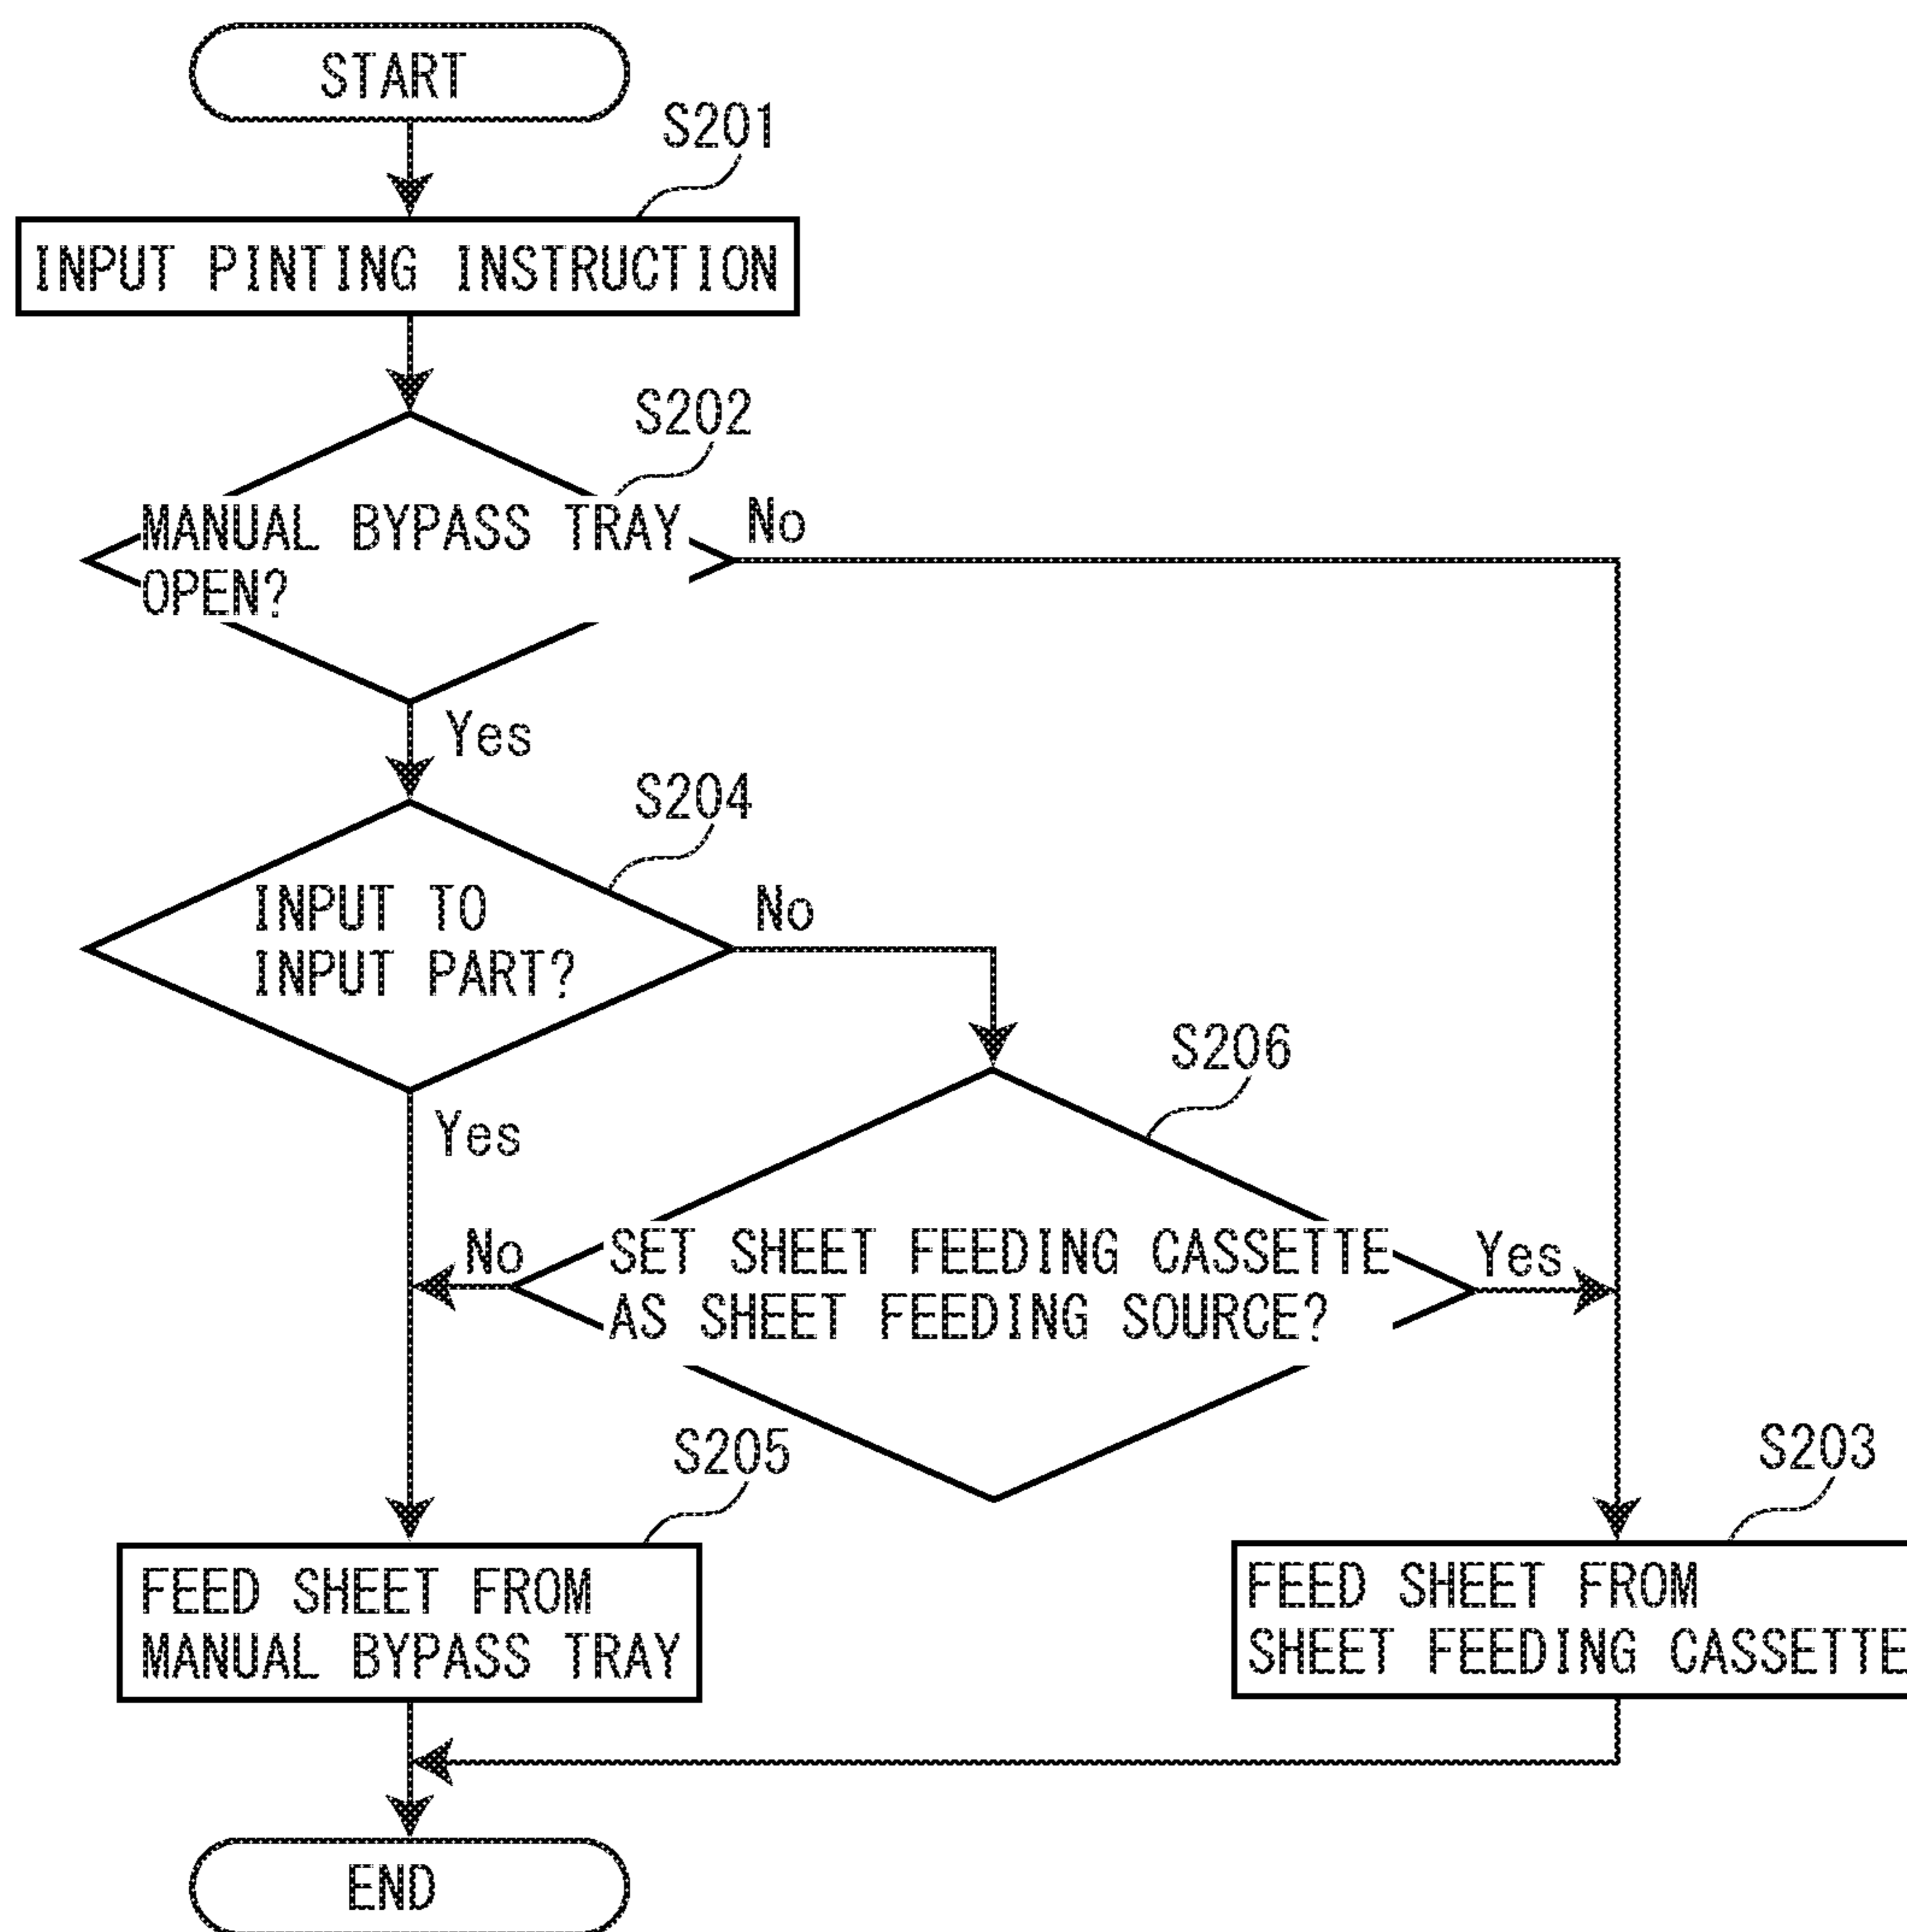 START
S201
INPUT PINTING INSTRUCTION
S202
MANUAL BYPASS TRAY
OPEN?
No
Yes
S204
INPUT TO
INPUT PART?
No
Yes
S206
SET SHEET FEEDING CASSETTE
AS SHEET FEEDING SOURCE?
No
Yes
S205
FEED SHEET FROM
MANUAL BYPASS TRAY
S203
FEED SHEET FROM
SHEET FEEDING CASSETTE
END